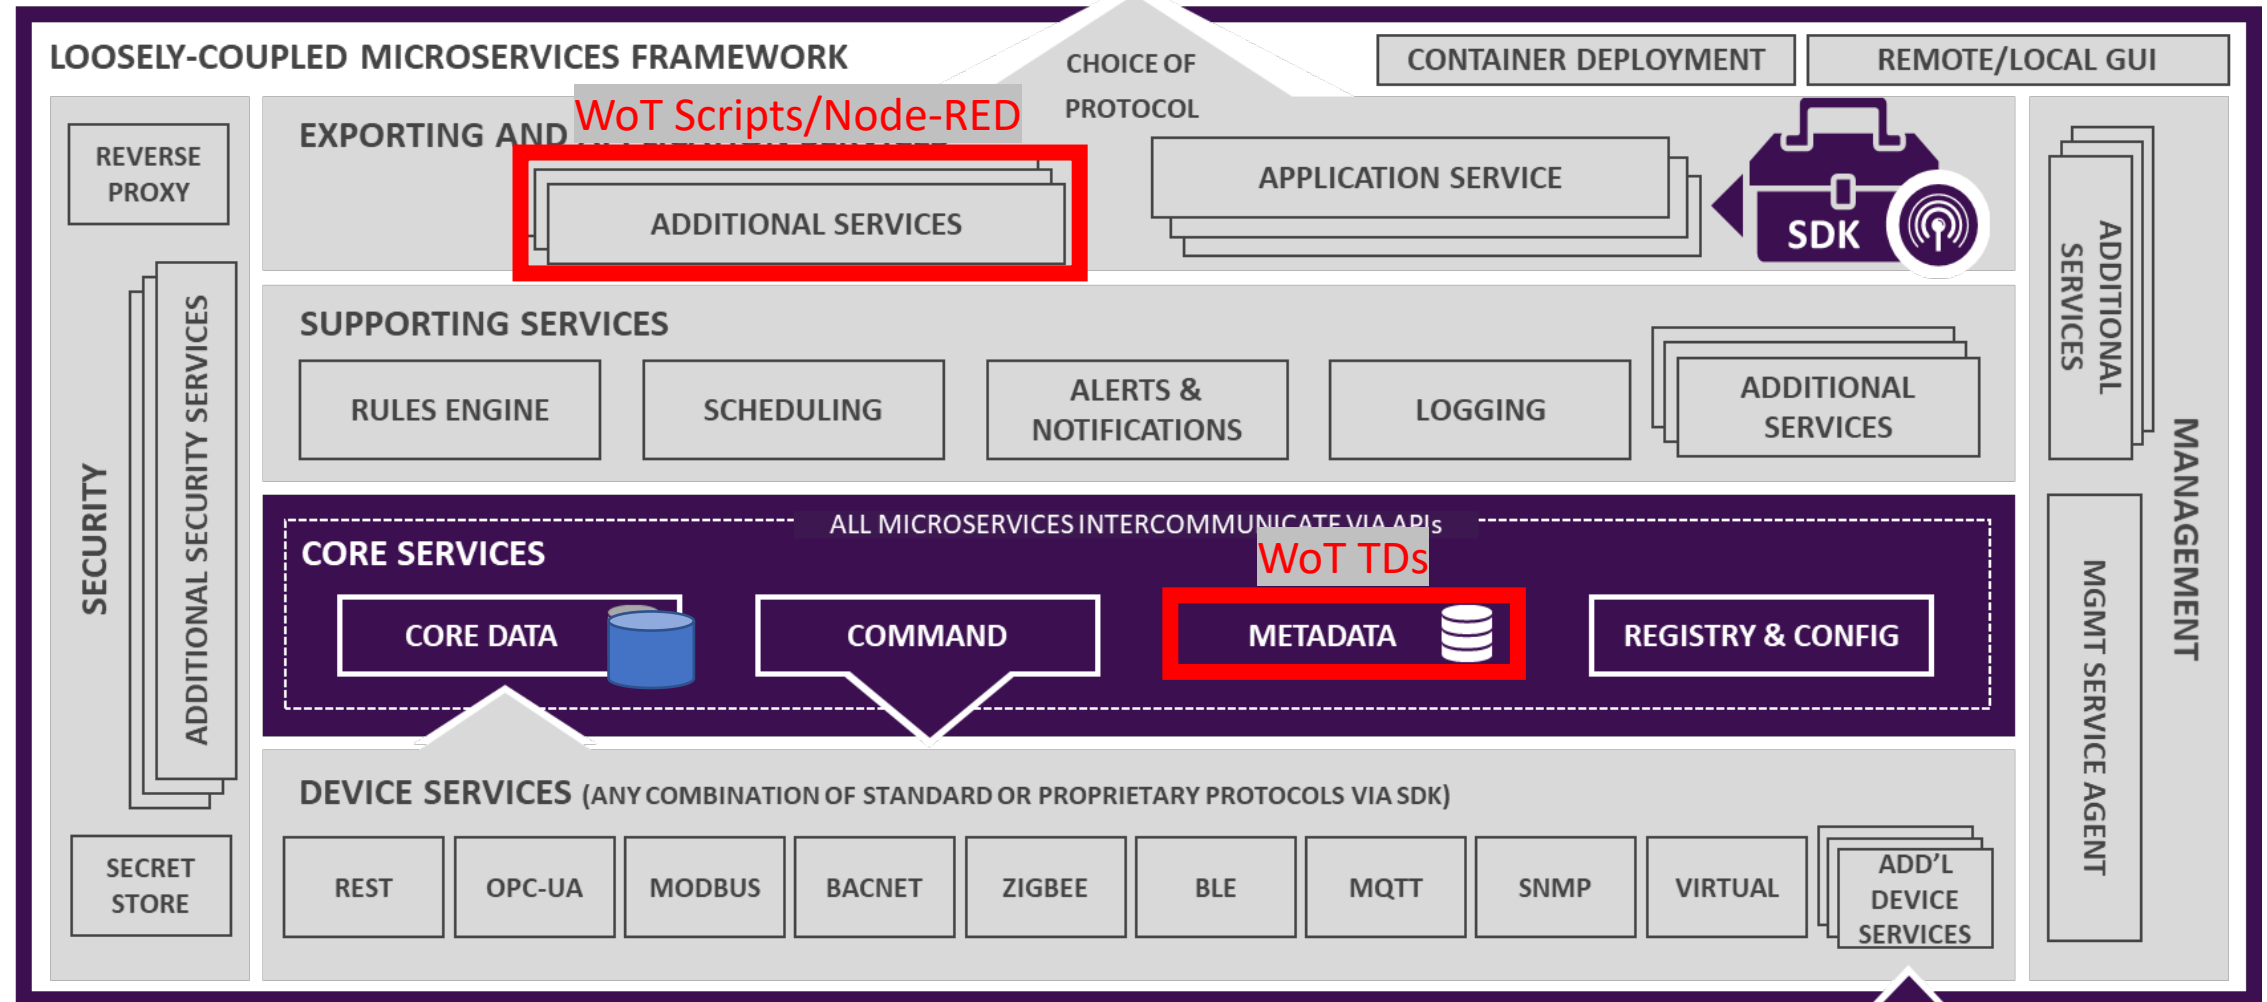 LOOSELY-COUPLED MICROSERVICES FRAMEWORK
CHOICE OF
PROTOCOL
CONTAINER DEPLOYMENT
REMOTE/LOCAL GUI
REVERSE
PROXY
ADDITIONAL SECURITY SERVICES
SECURITY
SECRET
STORE
WoT Scripts/Node-RED
EXPORTING AND
ADDITIONAL SERVICES
APPLICATION SERVICE
SDK
SUPPORTING SERVICES
RULES ENGINE
SCHEDULING
ALERTS &
NOTIFICATIONS
LOGGING
ADDITIONAL
SERVICES
ALL MICROSERVICES INTERCOMMUNICATE VIA APIs
CORE SERVICES
WoT TDs
CORE DATA
COMMAND
METADATA
REGISTRY & CONFIG
DEVICE SERVICES (ANY COMBINATION OF STANDARD OR PROPRIETARY PROTOCOLS VIA SDK)
REST
OPC-UA
MODBUS
BACNET
ZIGBEE
BLE
MQTT
SNMP
VIRTUAL
ADD'L
DEVICE
SERVICES
ADDITIONAL
SERVICES
MANAGEMENT
MGMT SERVICE AGENT